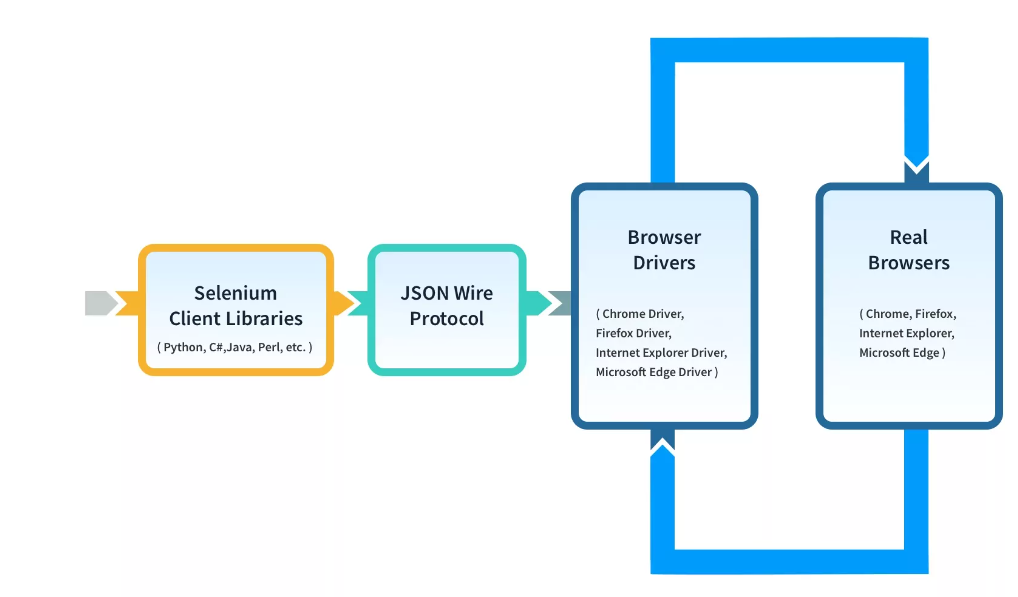 Selenium
Client Libraries
( Python, C#,Java, Perl, etc. )
JSON Wire
Protocol
Browser
Drivers
( Chrome Driver,
Firefox Driver,
Internet Explorer Driver,
Microsoft Edge Driver )
Real
Browsers
( Chrome, Firefox,
Internet Explorer,
Microsoft Edge )